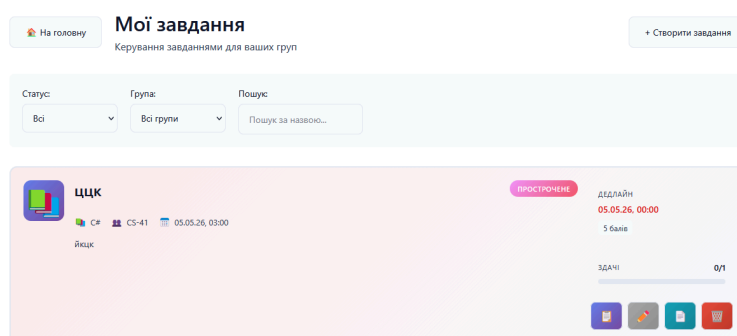 На головну
Мої завдання
Керування завданнями для ваших груп
+ Створити завдання
Статус:
Всі
Група:
Всі групи
Пошук:
Пошук за назвою...
ццк
ПРОСТРОЧЕНЕ
C# CS-41 05.05.26, 03:00
йкцк
ДЕДЛАЙН
05.05.26, 00:00
5 балів
ЗДАЧІ 0/1